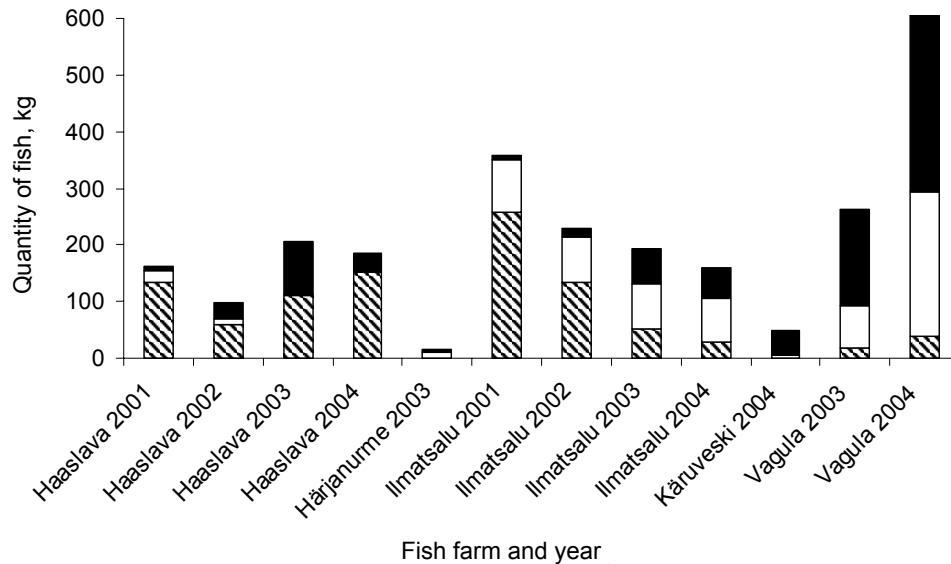 600
500
400
300
200
100
0
Quantity of fish, kg
Haaslava 2001
Haaslava 2002
Haaslava 2003
Haaslava 2004
Härjanurme 2003
Ilmatsalu 2001
Ilmatsalu 2002
Ilmatsalu 2003
Ilmatsalu 2004
Käruveski 2004
Vagula 2003
Vagula 2004
Fish farm and year